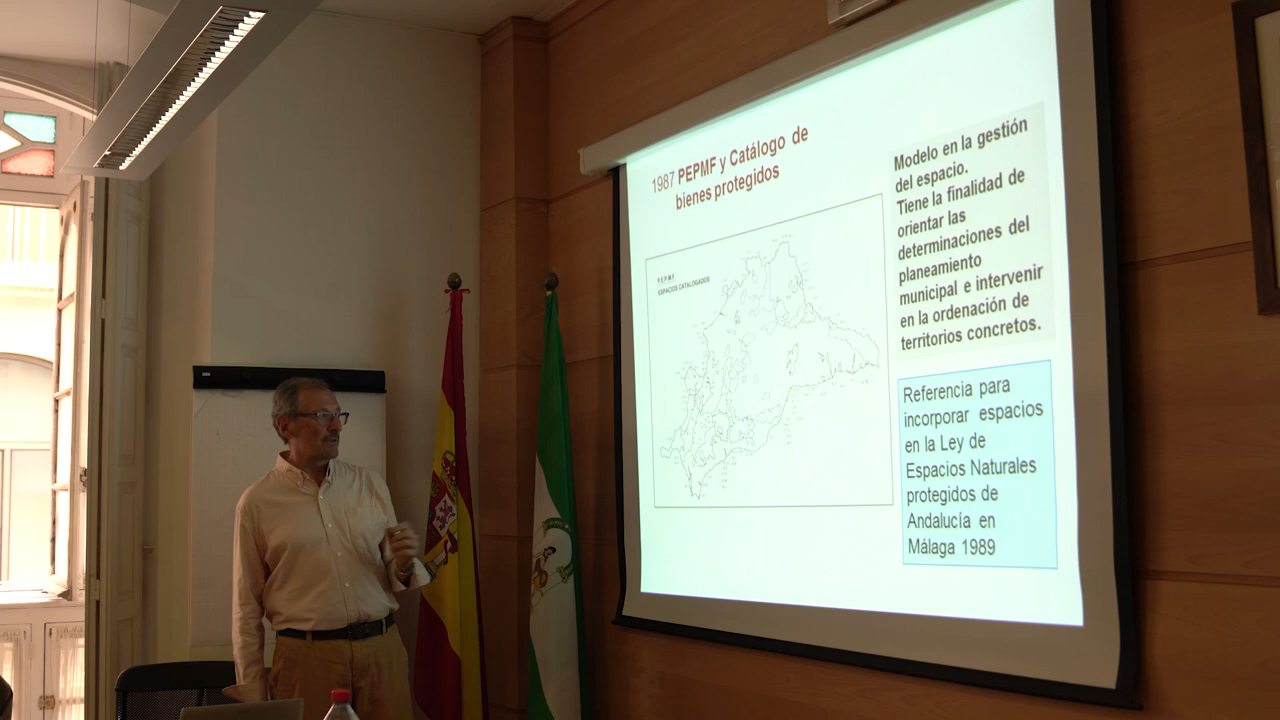 1987 PEPMF y Catálogo de
bienes protegidos
P.E.P.M.F.
ESPACIOS CATALOGADOS
Modelo en la gestión
del espacio.
Tiene la finalidad de
orientar las
determinaciones del
planeamiento
municipal e intervenir
en la ordenación de
territorios concretos.
Referencia para
incorporar espacios
en la Ley de
Espacios Naturales
protegidos de
Andalucía en
Málaga 1989